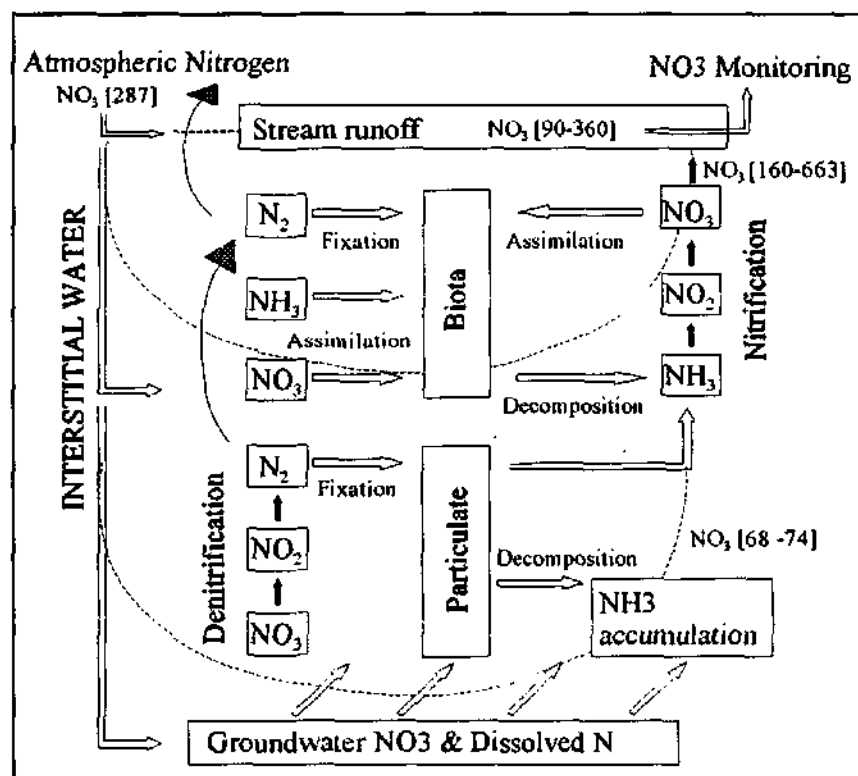 Atmospheric Nitrogen
NO3 Monitoring
NO₃ [287]
Stream runoff NO₃ [90-360]
NO₃ [160-663]
N₂
Fixation
Assimilation
NO₃
NH₃
Biota
NO₂
Nitrification
Assimilation
NO₃
Decomposition
NH₃
INTERSTITIAL WATER
N₂
Fixation
Denitrification
NO₂
Particulate
Decomposition
NO₃ [68 -74]
NO₃
NH3
accumulation
Groundwater NO3 & Dissolved N